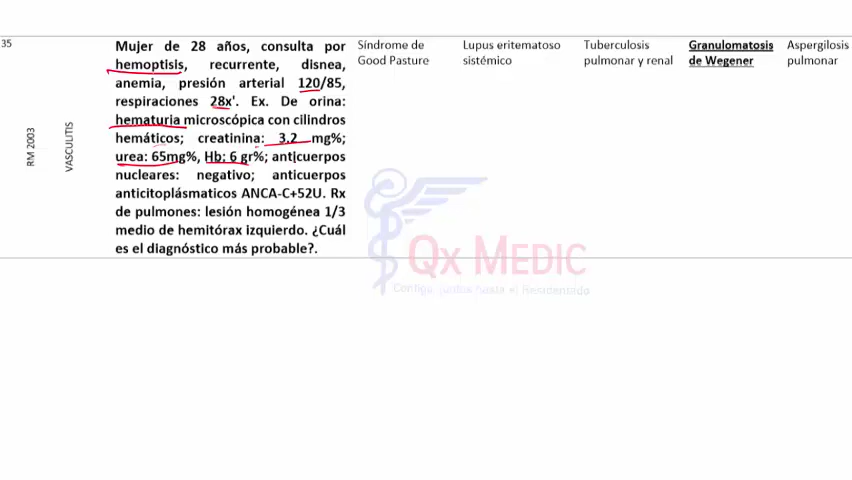 35
RM 2003
VASCULITIS
Mujer de 28 años, consulta por
hemoptisis, recurrente, disnea,
anemia, presión arterial 120/85,
respiraciones 28x'. Ex. De orina:
hematuria microscópica con cilindros
hemáticos; creatinina: 3.2 mg%;
urea: 65mg%, Hb: 6 gr%; anticuerpos
nucleares: negativo; anticuerpos
anticitoplásmaticos ANCA-C+52U. Rx
de pulmones: lesión homogénea 1/3
medio de hemitórax izquierdo. ¿Cuál
es el diagnóstico más probable?.
Síndrome de
Good Pasture
Lupus eritematoso
sistémico
Tuberculosis
pulmonar y renal
Granulomatosis
de Wegener
Aspergilosis
pulmonar
Qx MEDIC
juntos hasta el Residentado